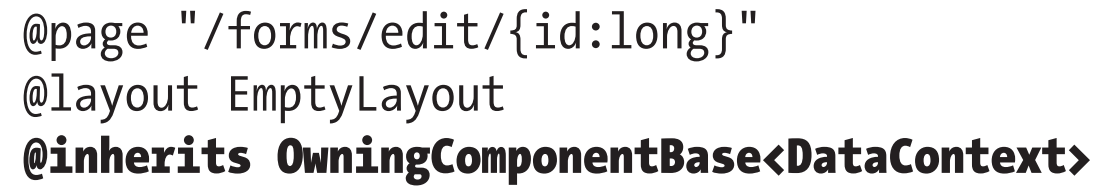 @page "/forms/edit/{id:long}"
@layout EmptyLayout
@inherits OwningComponentBase<DataContext>